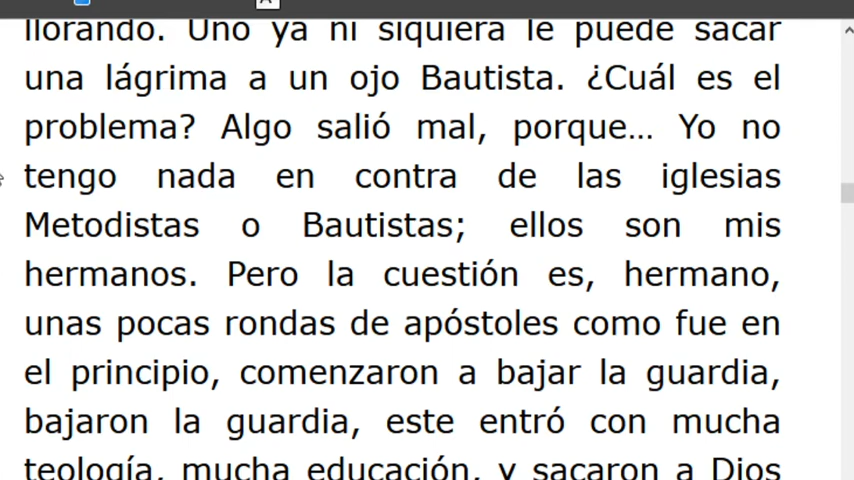 llorando. Uno ya ni siquiera le puede sacar
una lágrima a un ojo Bautista. ¿Cuál es el
problema? Algo salió mal, porque... Yo no
tengo nada en contra de las iglesias
Metodistas o Bautistas; ellos son mis
hermanos. Pero la cuestión es, hermano,
unas pocas rondas de apóstoles como fue en
el principio, comenzaron a bajar la guardia,
bajaron la guardia, este entró con mucha
teología, mucha educación, y sacaron a Dios